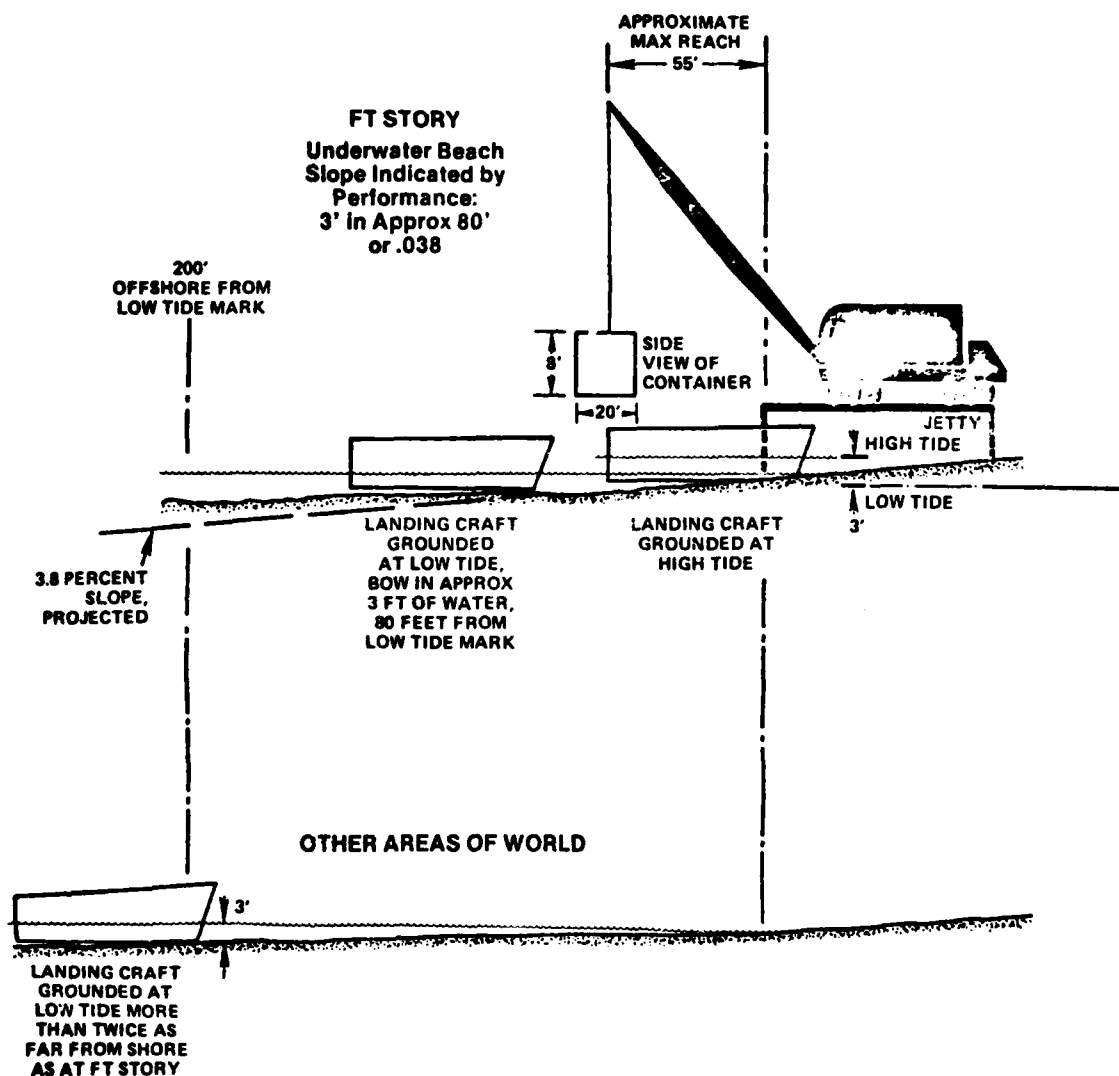 APPROXIMATE
MAX REACH
55'
FT STORY
Underwater Beach
Slope Indicated by
Performance:
3' in Approx 80'
or .038
200'
OFFSHORE FROM
LOW TIDE MARK
8'
SIDE
VIEW OF
CONTAINER
20'
JETTY
HIGH TIDE
LOW TIDE
3'
3.8 PERCENT
SLOPE,
PROJECTED
LANDING CRAFT
GROUNDED
AT LOW TIDE,
BOW IN APPROX
3 FT OF WATER,
80 FEET FROM
LOW TIDE MARK
LANDING CRAFT
GROUNDED AT
HIGH TIDE
OTHER AREAS OF WORLD
3'
LANDING CRAFT
GROUNDED AT
LOW TIDE MORE
THAN TWICE AS
FAR FROM SHORE
AS AT FT STORY